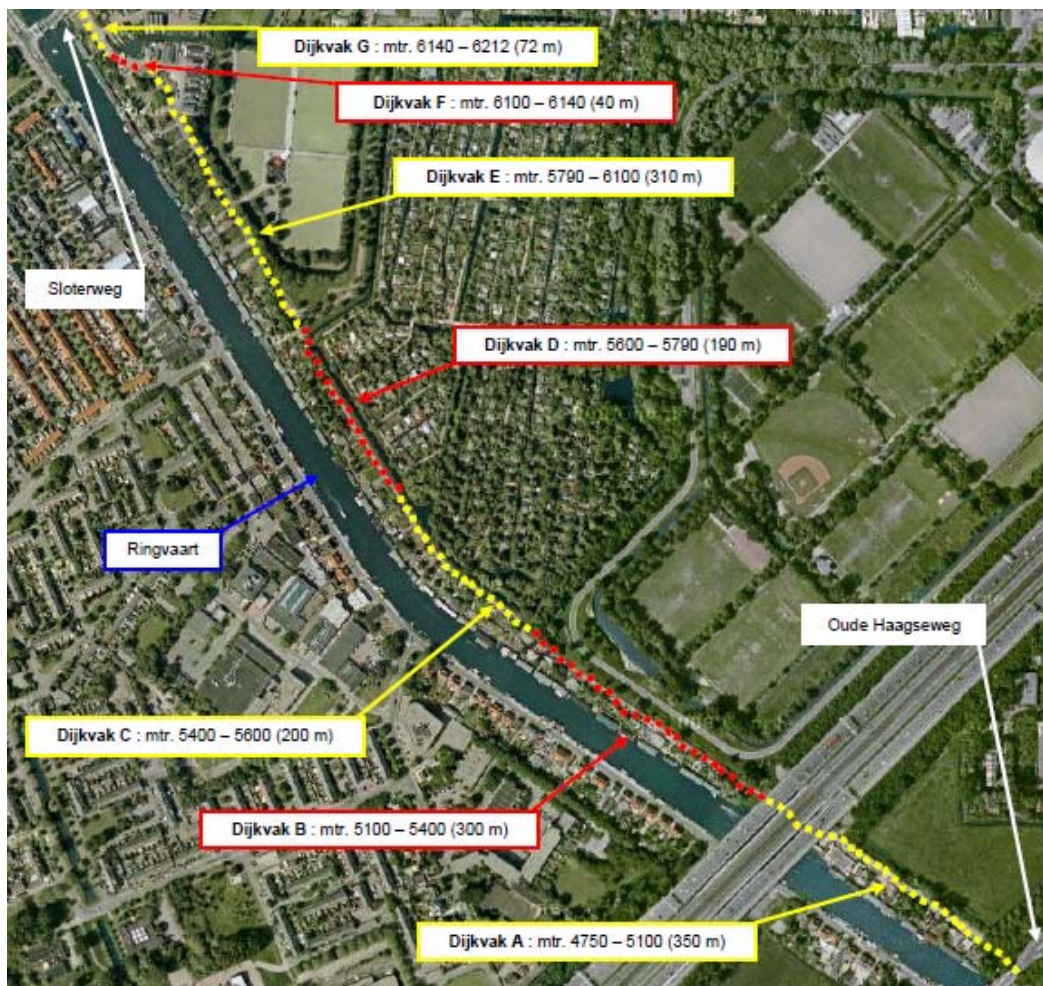 Dijkvak G : mtr. 6140 – 6212 (72 m)
Dijkvak F : mtr. 6100 – 6140 (40 m)
Dijkvak E : mtr. 5790 – 6100 (310 m)
Sloterweg
Dijkvak D : mtr. 5600 – 5790 (190 m)
Ringvaart
Oude Haagseweg
Dijkvak C : mtr. 5400 – 5600 (200 m)
Dijkvak B : mtr. 5100 – 5400 (300 m)
Dijkvak A : mtr. 4750 – 5100 (350 m)